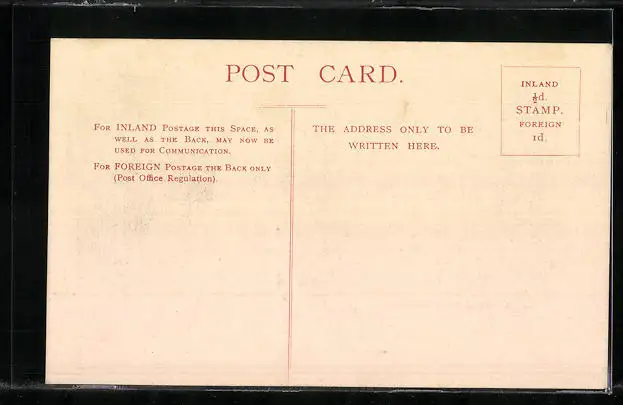 POST CARD.
For INLAND Postage this Space, as
well as the Back, may now be
used for Communication.
For FOREIGN Postage the Back only
(Post Office Regulation).
THE ADDRESS ONLY TO BE
WRITTEN HERE.
INLAND
½d.
STAMP.
FOREIGN
1d.